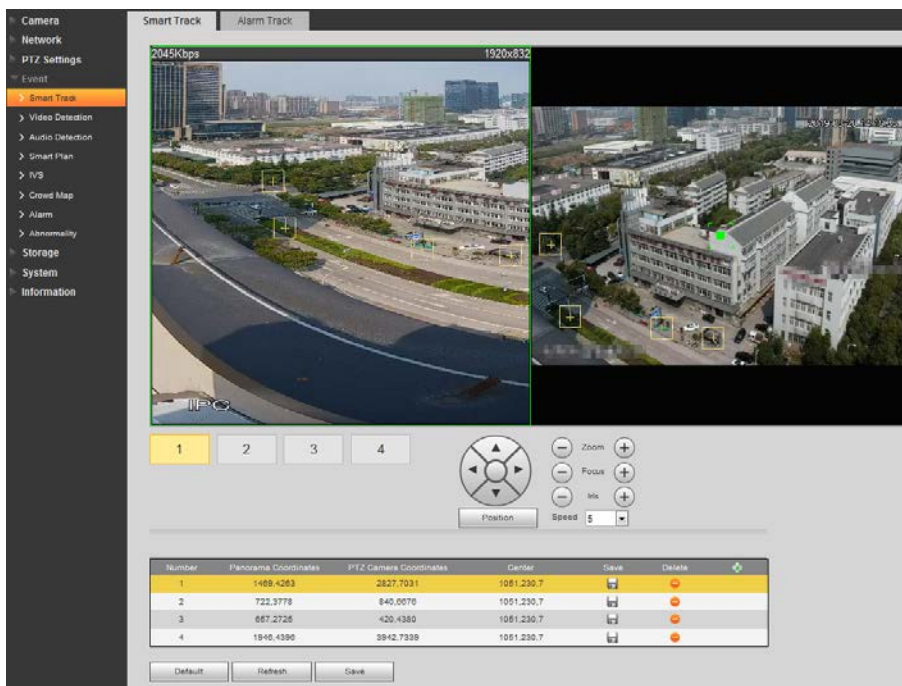 Camera
Network
PTZ Settings
Event
Smart Track
Video Detection
Audio Detection
Smart Plan
IVS
Crowd Map
Alarm
Abnormality
Storage
System
Information
Smart Track Alarm Track
2045Kbps 1920x832
IPC
1 2 3 4
Zoom
Focus
Iris
Position Speed 5
Number Panorama Coordinates PTZ Camera Coordinates Center Save Delete
1 1469,4263 2827,7031 1051,230,7
2 722,3778 840,6676 1051,230,7
3 667,2726 420,4380 1051,230,7
4 1946,4396 3942,7339 1051,230,7
Default Refresh Save